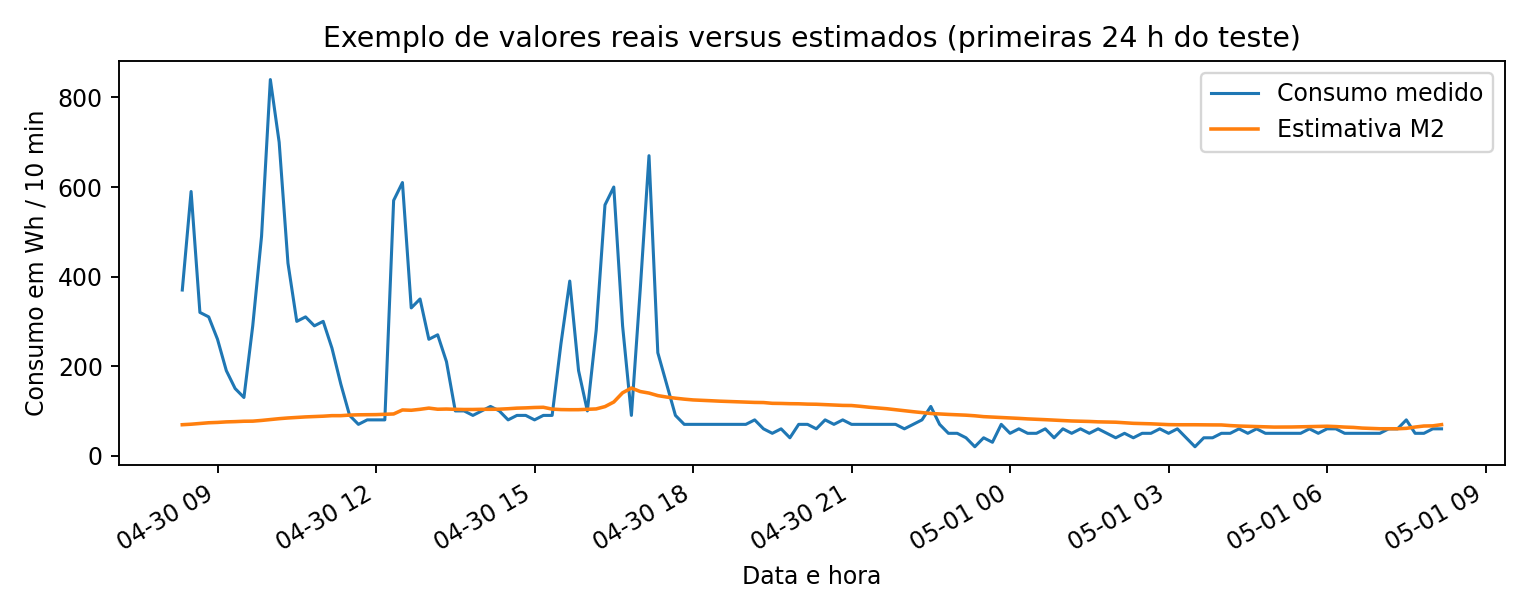 Exemplo de valores reais versus estimados (primeiras 24 h do teste)
Consumo em Wh / 10 min
800
600
400
200
0
Consumo medido
Estimativa M2
04-30 09
04-30 12
04-30 15
04-30 18
04-30 21
05-01 00
05-01 03
05-01 06
05-01 09
Data e hora